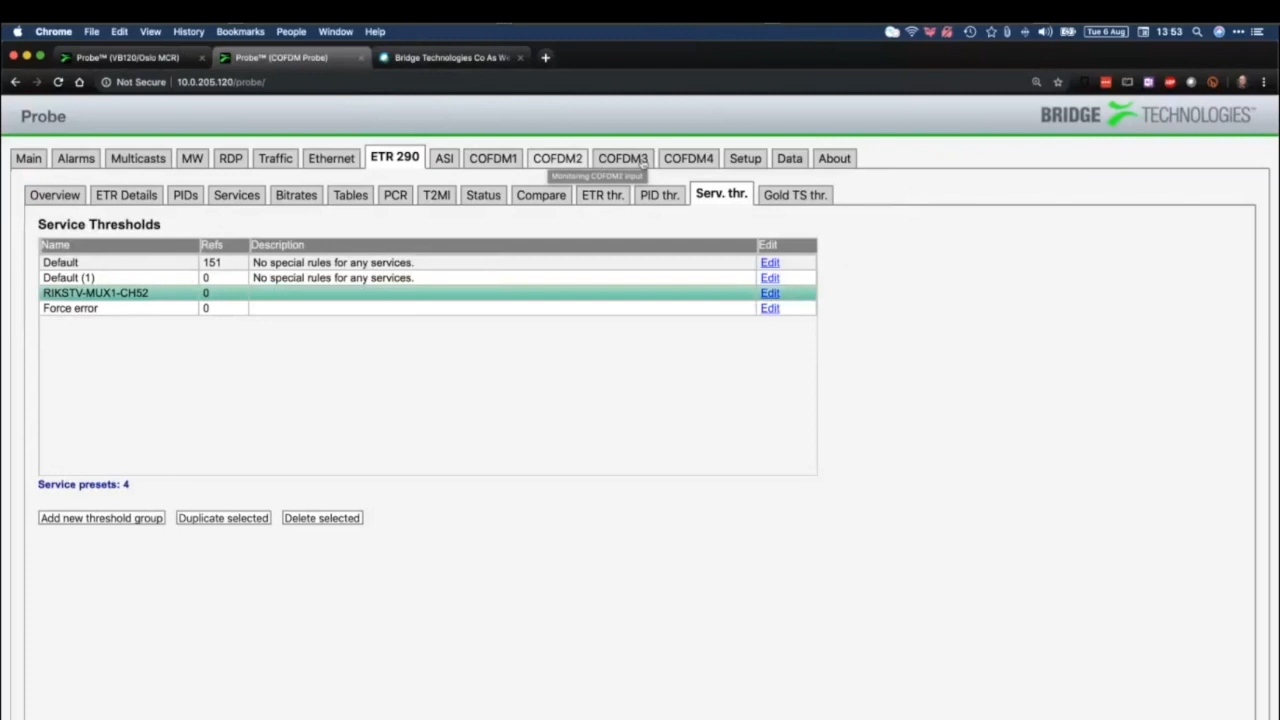 Chrome File Edit View History Bookmarks People Window Help Tue 6 Aug 13 53
Probe™ (VB120/Oslo MCR) Probe™ (COFDM Probe) Bridge Technologies Co As We
Not Secure 10.0.205.120/probe/
Probe BRIDGE TECHNOLOGIES™
Main Alarms Multicasts MW RDP Traffic Ethernet ETR 290 ASI COFDM1 COFDM2 COFDM3 COFDM4 Setup Data About
Monitoring COFDM2 input
Overview ETR Details PIDs Services Bitrates Tables PCR T2MI Status Compare ETR thr. PID thr. Serv. thr. Gold TS thr.
Service Thresholds
Name Refs Description Edit
Default 151 No special rules for any services. Edit
Default (1) 0 No special rules for any services. Edit
RIKSTV-MUX1-CH52 0 Edit
Force error 0 Edit
Service presets: 4
Add new threshold group Duplicate selected Delete selected